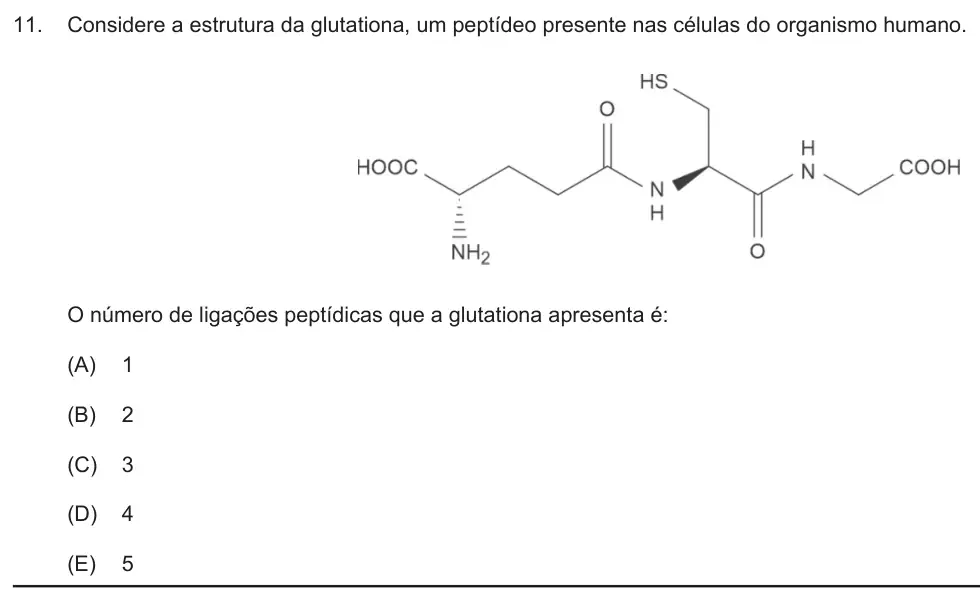 11. Considere a estrutura da glutationa, um peptídeo presente nas células do organismo humano.
HS
O
H
HOOC
N
COOH
N
H
NH2
O
O número de ligações peptídicas que a glutationa apresenta é:
(A) 1
(B) 2
(C) 3
(D) 4
(E) 5